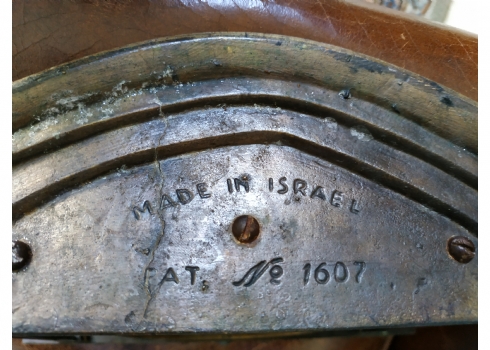 MADE IN ISRAEL
PAT. № 1607